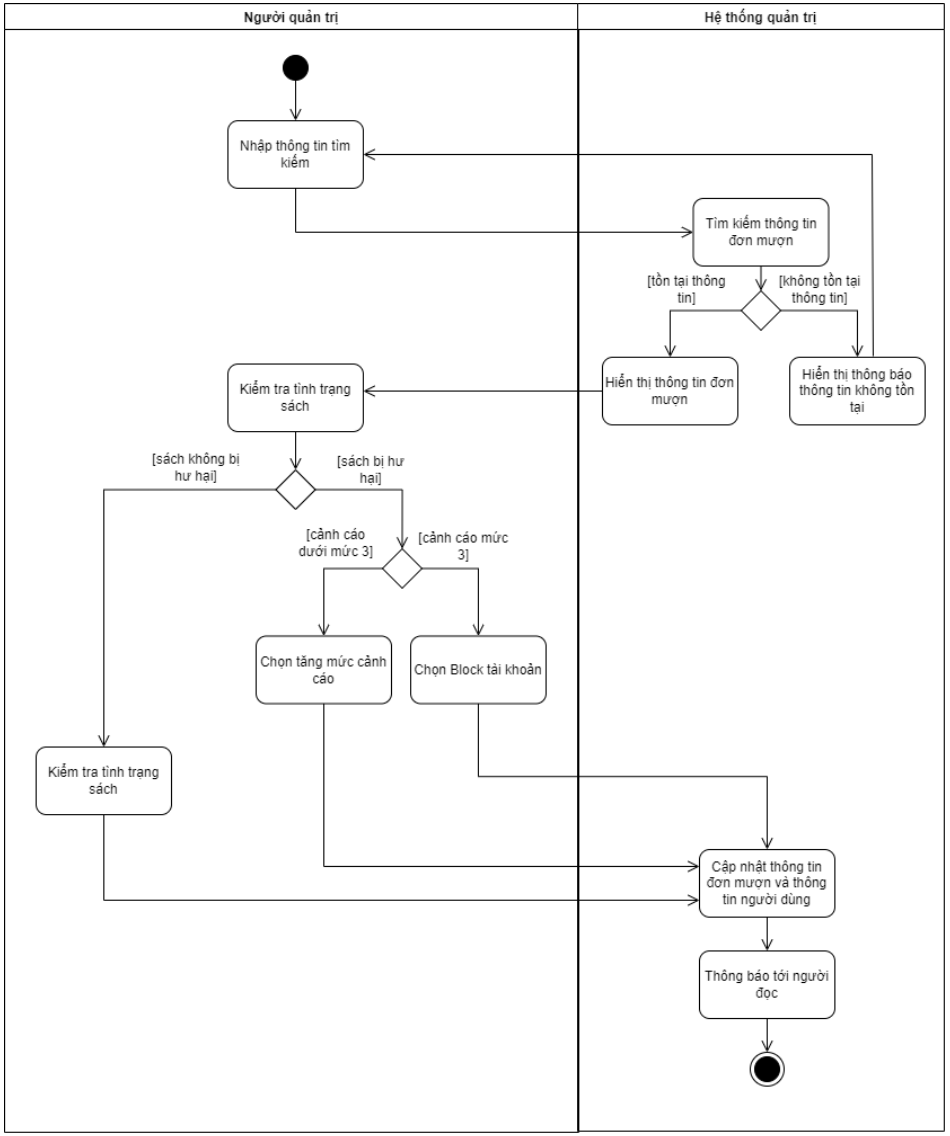 Người quản trị
Hệ thống quản trị
Nhập thông tin tìm
kiếm
Tìm kiếm thông tin
đơn mượn
[tồn tại thông
tin]
[không tồn tại
thông tin]
Hiển thị thông tin đơn
mượn
Hiển thị thông báo
thông tin không tồn
tại
Kiểm tra tình trạng
sách
[sách không bị
hư hại]
[sách bị hư
hại]
[cảnh cáo
dưới mức 3]
[cảnh cáo mức
3]
Chọn tăng mức cảnh
cáo
Chọn Block tài khoản
Kiểm tra tình trạng
sách
Cập nhật thông tin
đơn mượn và thông
tin người dùng
Thông báo tới người
đọc